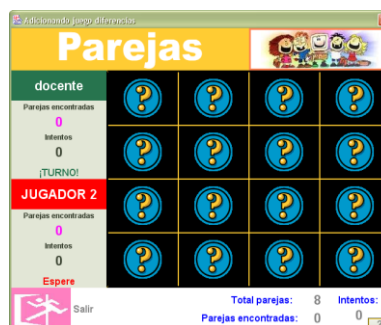 Adicionando juego diferencias
Parejas
docente
Parejas encontradas
0
Intentos
0
¡TURNO!
JUGADOR 2
Parejas encontradas
0
Intentos
0
Espere
Salir
Total parejas: 8 Intentos:
Parejas encontradas: 0 0
? ? ? ?
? ? ? ?
? ? ? ?
? ? ? ?